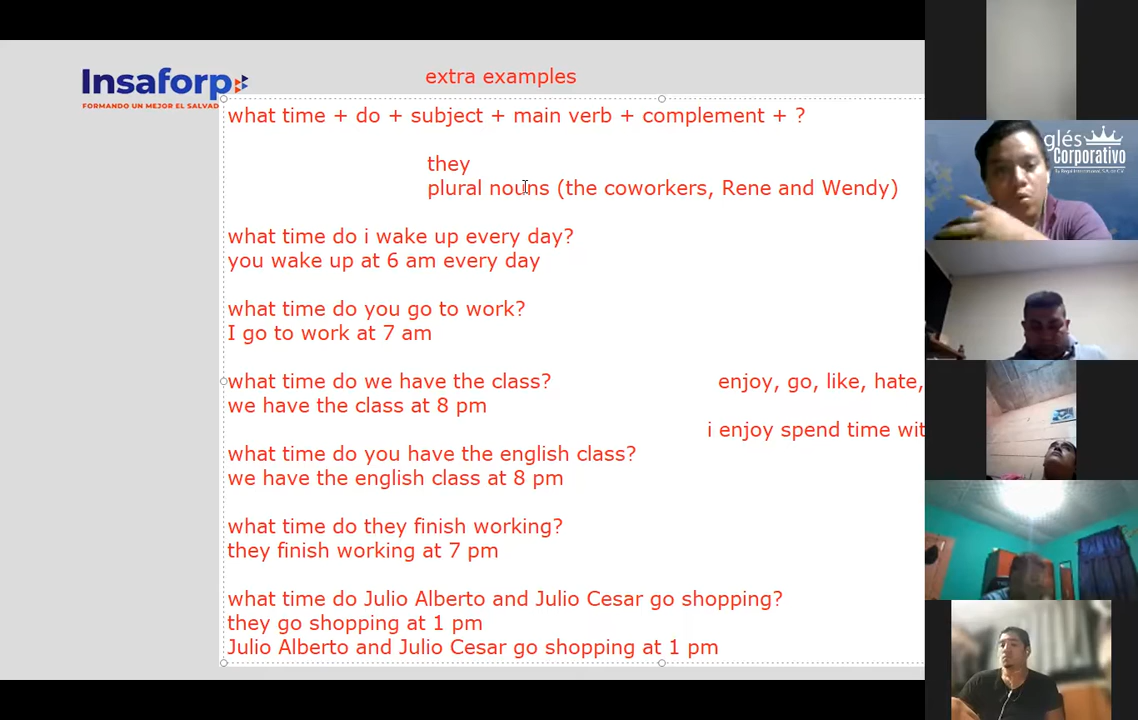 Insaforp
FORMANDO UN MEJOR EL SALVAD
extra examples
what time + do + subject + main verb + complement + ?
they
plural nouns (the coworkers, Rene and Wendy)
what time do i wake up every day?
you wake up at 6 am every day
what time do you go to work?
I go to work at 7 am
what time do we have the class?
we have the class at 8 pm
enjoy, go, like, hate,
i enjoy spend time wit
what time do you have the english class?
we have the english class at 8 pm
what time do they finish working?
they finish working at 7 pm
what time do Julio Alberto and Julio Cesar go shopping?
they go shopping at 1 pm
Julio Alberto and Julio Cesar go shopping at 1 pm
glés
Corporativo